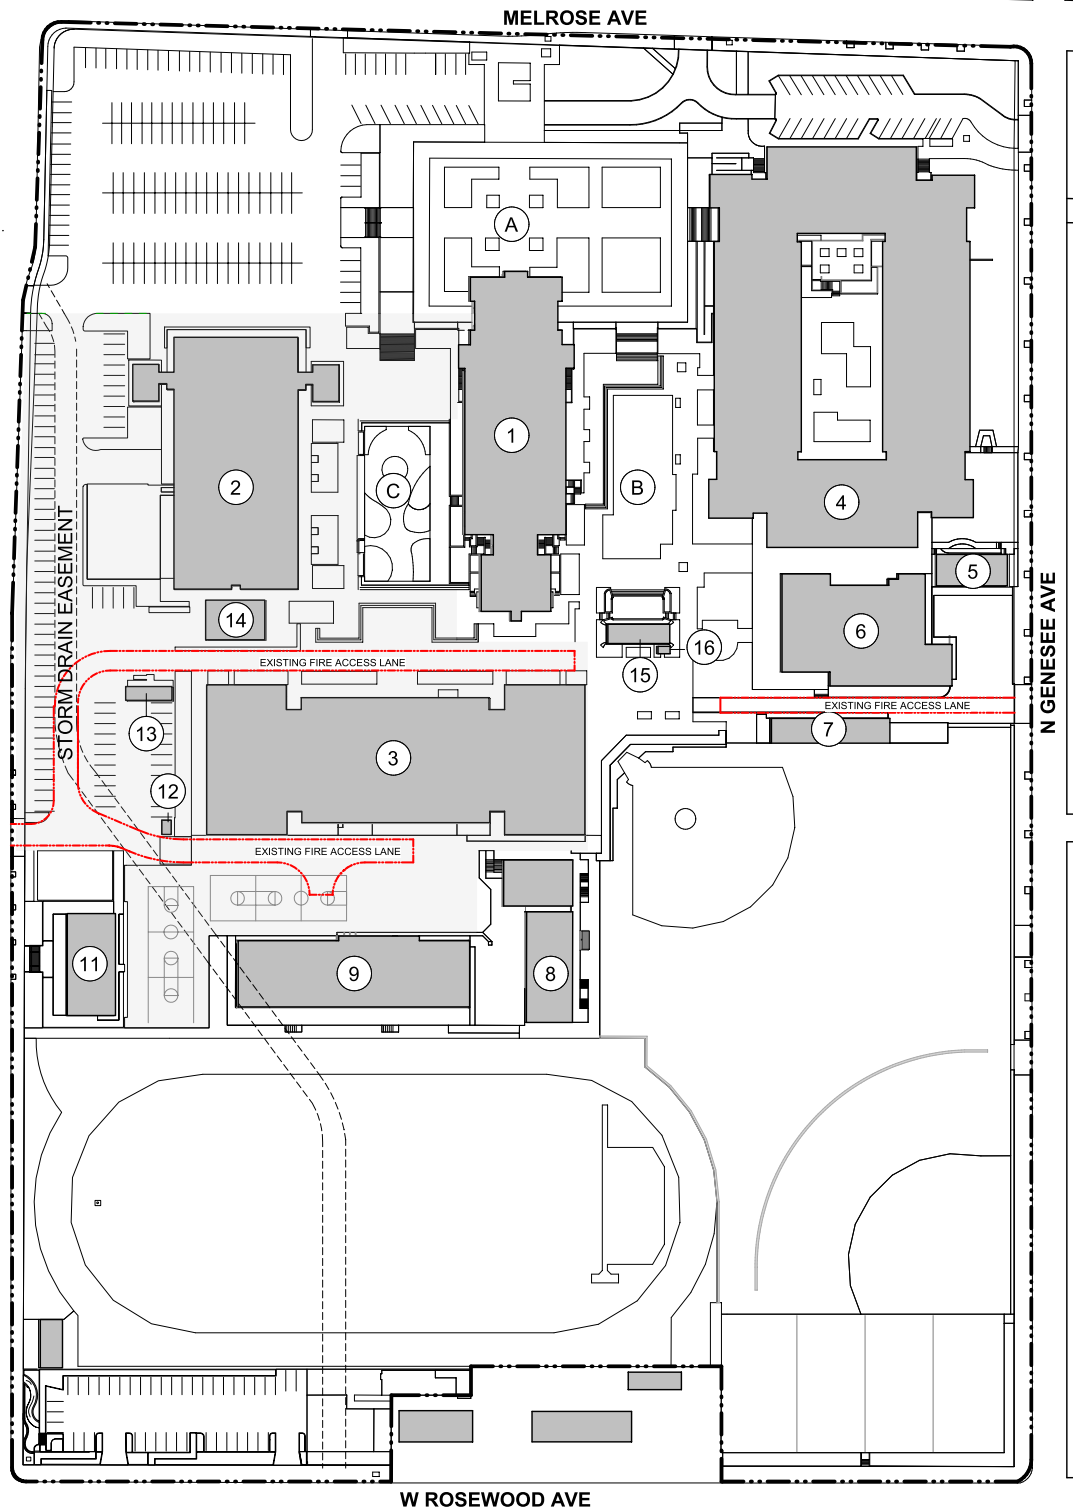 MELROSE AVE
A
1
2
C
B
4
5
N GENESEE AVE
STORM DRAIN EASEMENT
14
6
16
EXISTING FIRE ACCESS LANE
15
EXISTING FIRE ACCESS LANE
13
7
3
12
EXISTING FIRE ACCESS LANE
11
9
8
W ROSEWOOD AVE